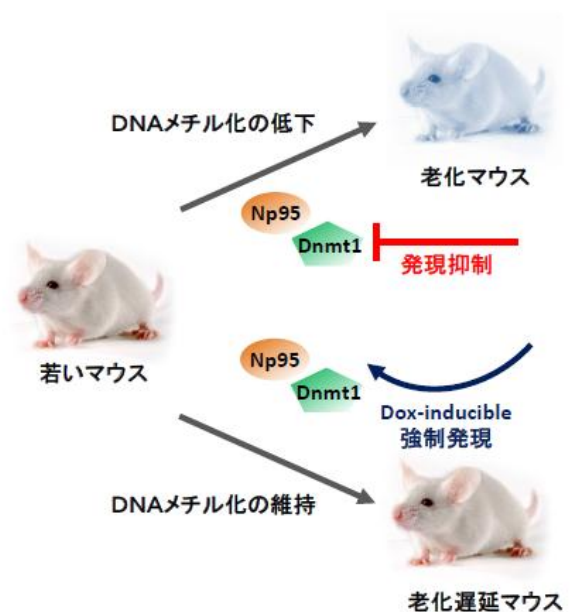 DNAメチル化の低下
老化マウス
Np95
Dnmt1
発現抑制
若いマウス
Np95
Dnmt1
Dox-inducible
強制発現
DNAメチル化の維持
老化遅延マウス